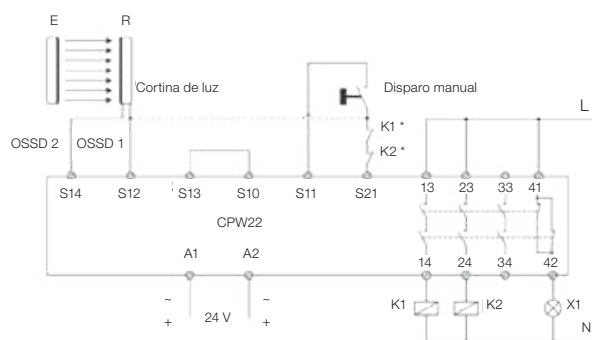 E R
Cortina de luz
Disparo manual
L
OSSD 2 OSSD 1
K1 *
K2 *
S14 S12 S13 S10 S11 S21 13 23 33 41
CPW22
A1 A2
14 24 34 42
~ ~
+ 24 V +
K1 K2 X1
N